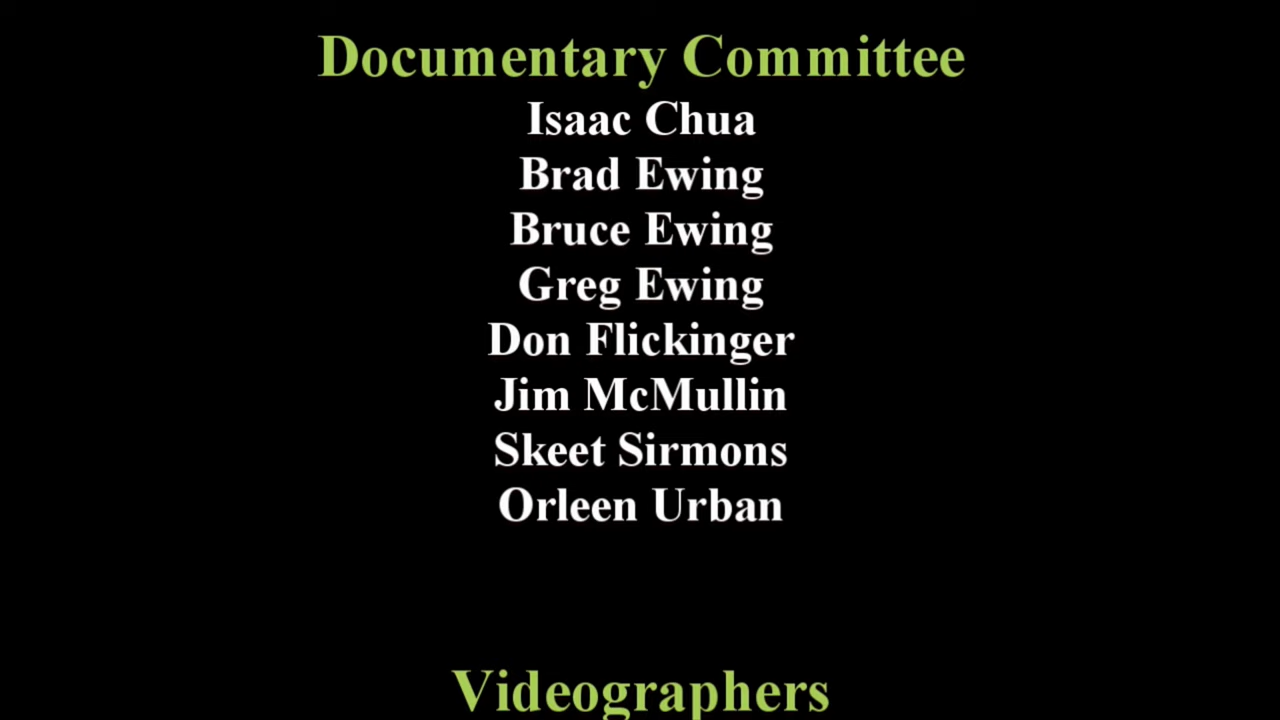 Documentary Committee
Isaac Chua
Brad Ewing
Bruce Ewing
Greg Ewing
Don Flickinger
Jim McMullin
Skeet Sirmons
Orleen Urban
Videographers